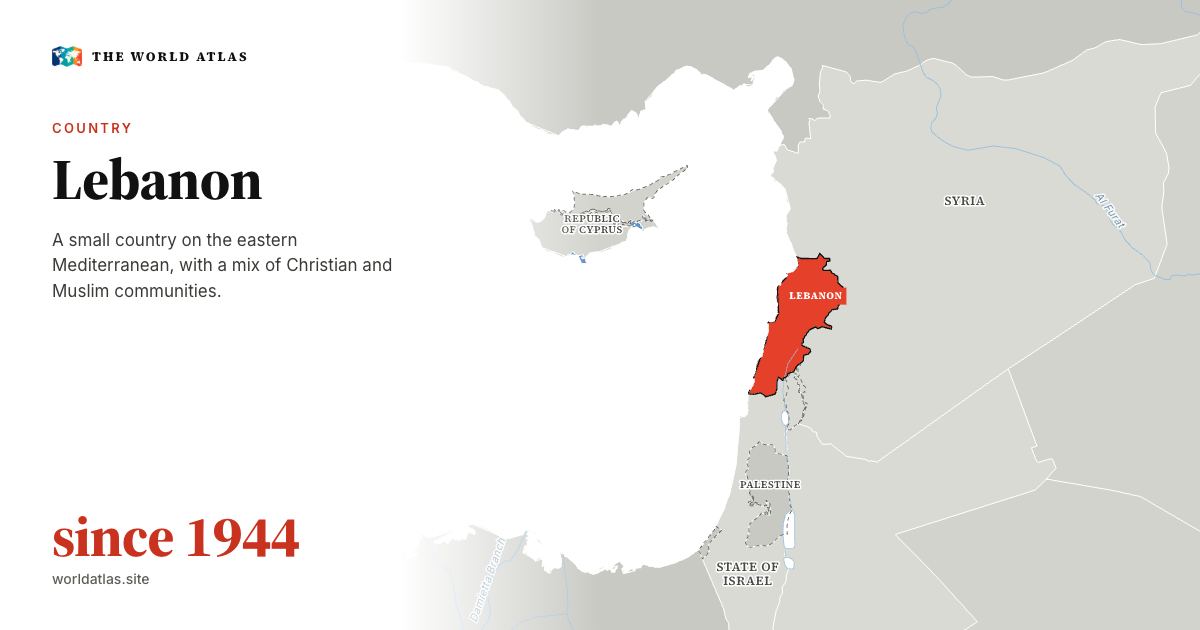 THE WORLD ATLAS
COUNTRY
Lebanon
A small country on the eastern
Mediterranean, with a mix of Christian and
Muslim communities.
since 1944
worldatlas.site
SYRIA
Al Furat
REPUBLIC
OF CYPRUS
LEBANON
PALESTINE
STATE OF
ISRAEL
Damietta Branch